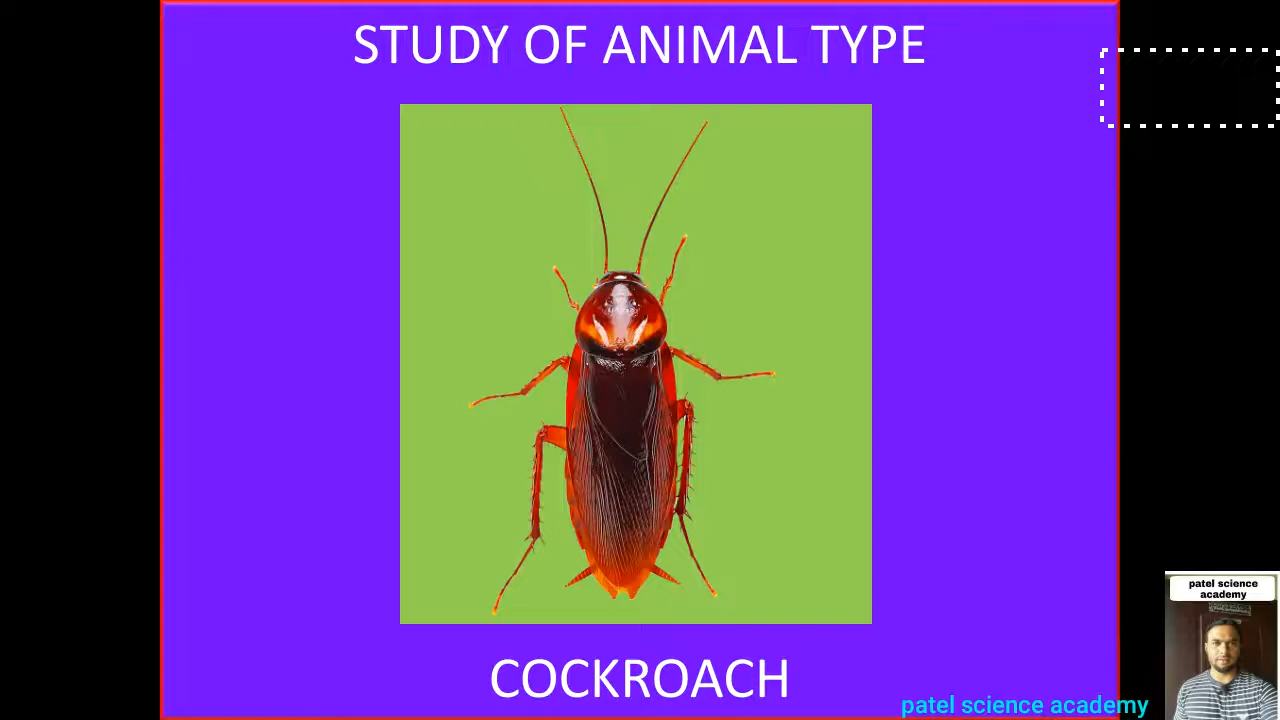 STUDY OF ANIMAL TYPE
COCKROACH
patel science
academy
patel science academy